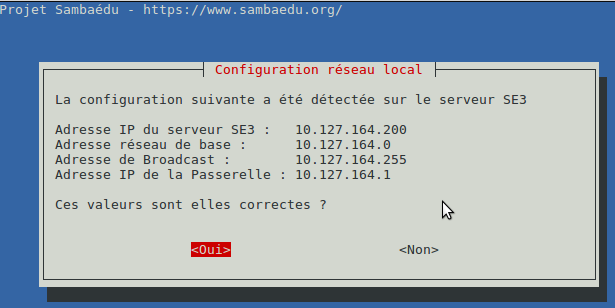 Projet Sambaédu - https://www.sambaedu.org/
Configuration réseau local
La configuration suivante a été détectée sur le serveur SE3
Adresse IP du serveur SE3 : 10.127.164.200
Adresse réseau de base : 10.127.164.0
Adresse de Broadcast : 10.127.164.255
Adresse IP de la Passerelle : 10.127.164.1
Ces valeurs sont elles correctes ?
<Oui> <Non>